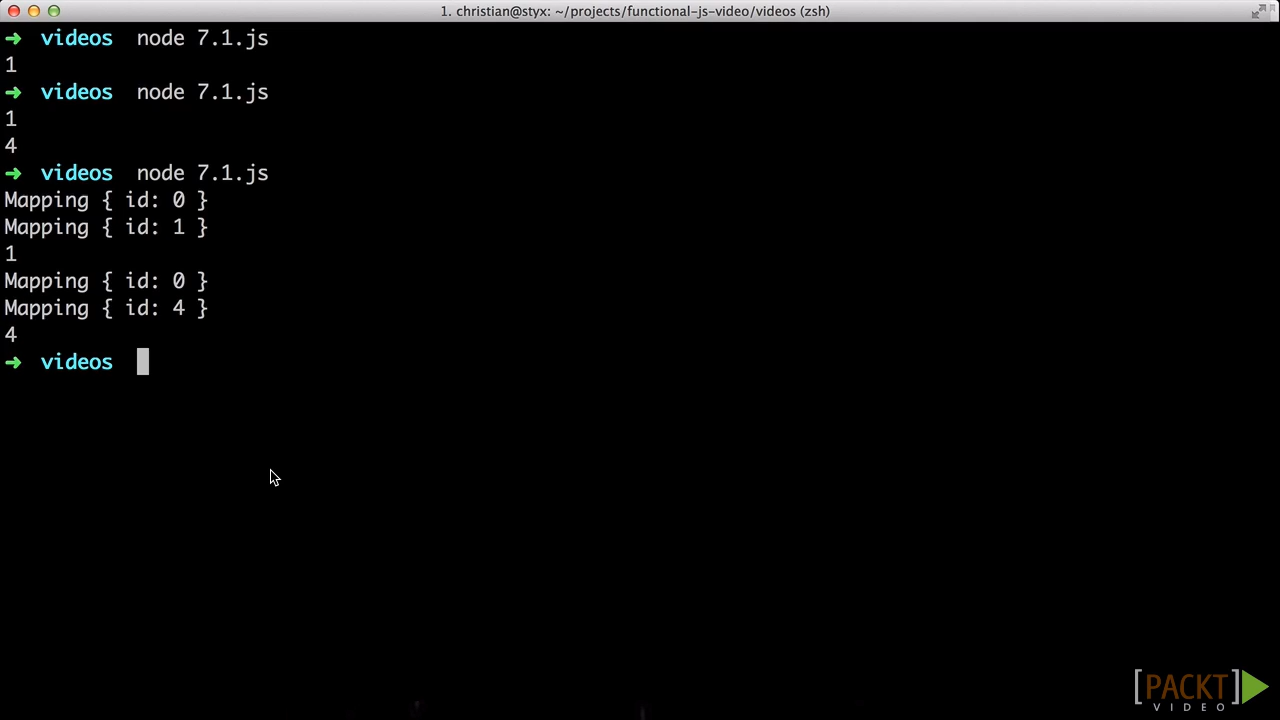 1. christian@styx: ~/projects/functional-js-video/videos (zsh)
➜ videos node 7.1.js
1
➜ videos node 7.1.js
1
4
➜ videos node 7.1.js
Mapping { id: 0 }
Mapping { id: 1 }
1
Mapping { id: 0 }
Mapping { id: 4 }
4
➜ videos
[PACKT]
VIDEO